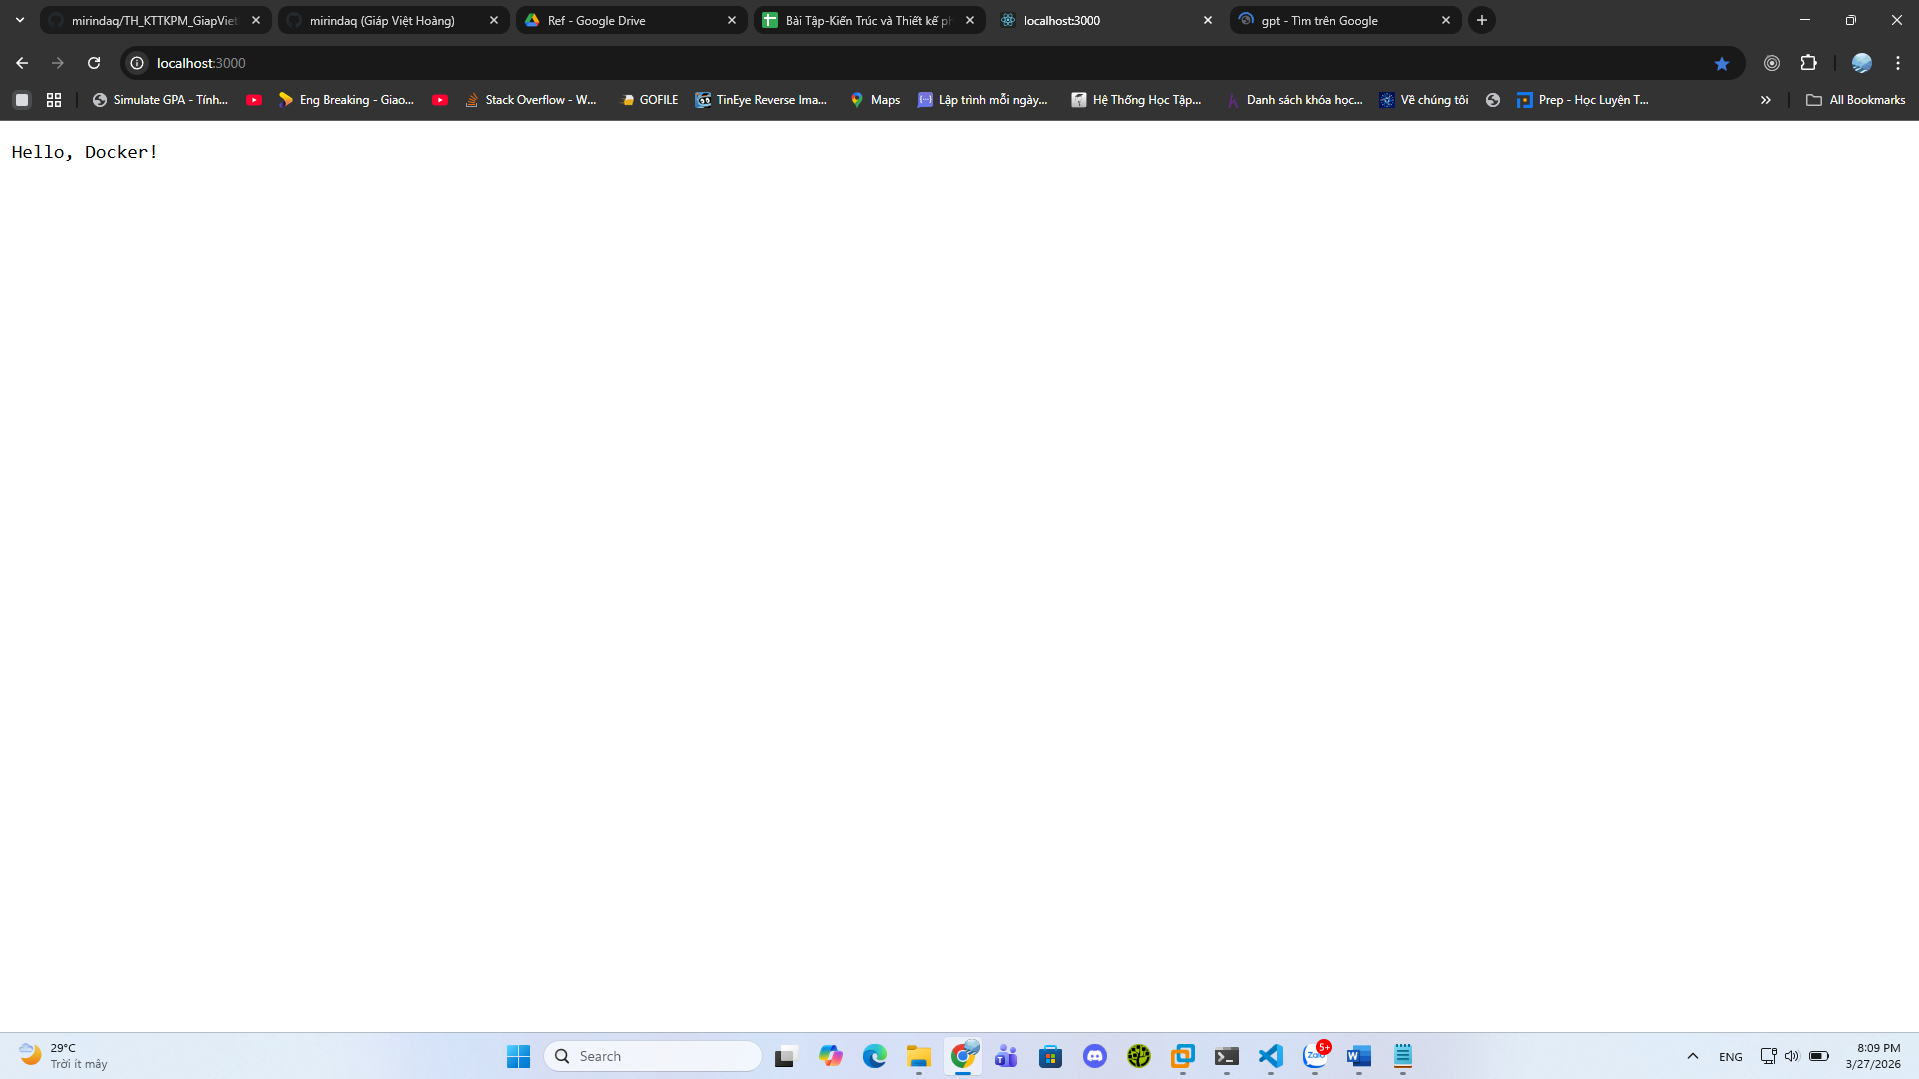 mirindaq/TH_KTTKPM_GiapViet
mirindaq (Giáp Việt Hoàng)
Ref - Google Drive
Bài Tập-Kiến Trúc và Thiết kế ph
localhost:3000
gpt - Tìm trên Google
localhost:3000
Simulate GPA - Tính...
Eng Breaking - Giao...
Stack Overflow - W...
GOFILE
TinEye Reverse Ima...
Maps
Lập trình mỗi ngày...
Hệ Thống Học Tập...
Danh sách khóa học...
Về chúng tôi
Prep - Học Luyện T...
All Bookmarks
Hello, Docker!
29°C
Trời ít mây
Search
5+
Zalo
ENG
8:09 PM
3/27/2026